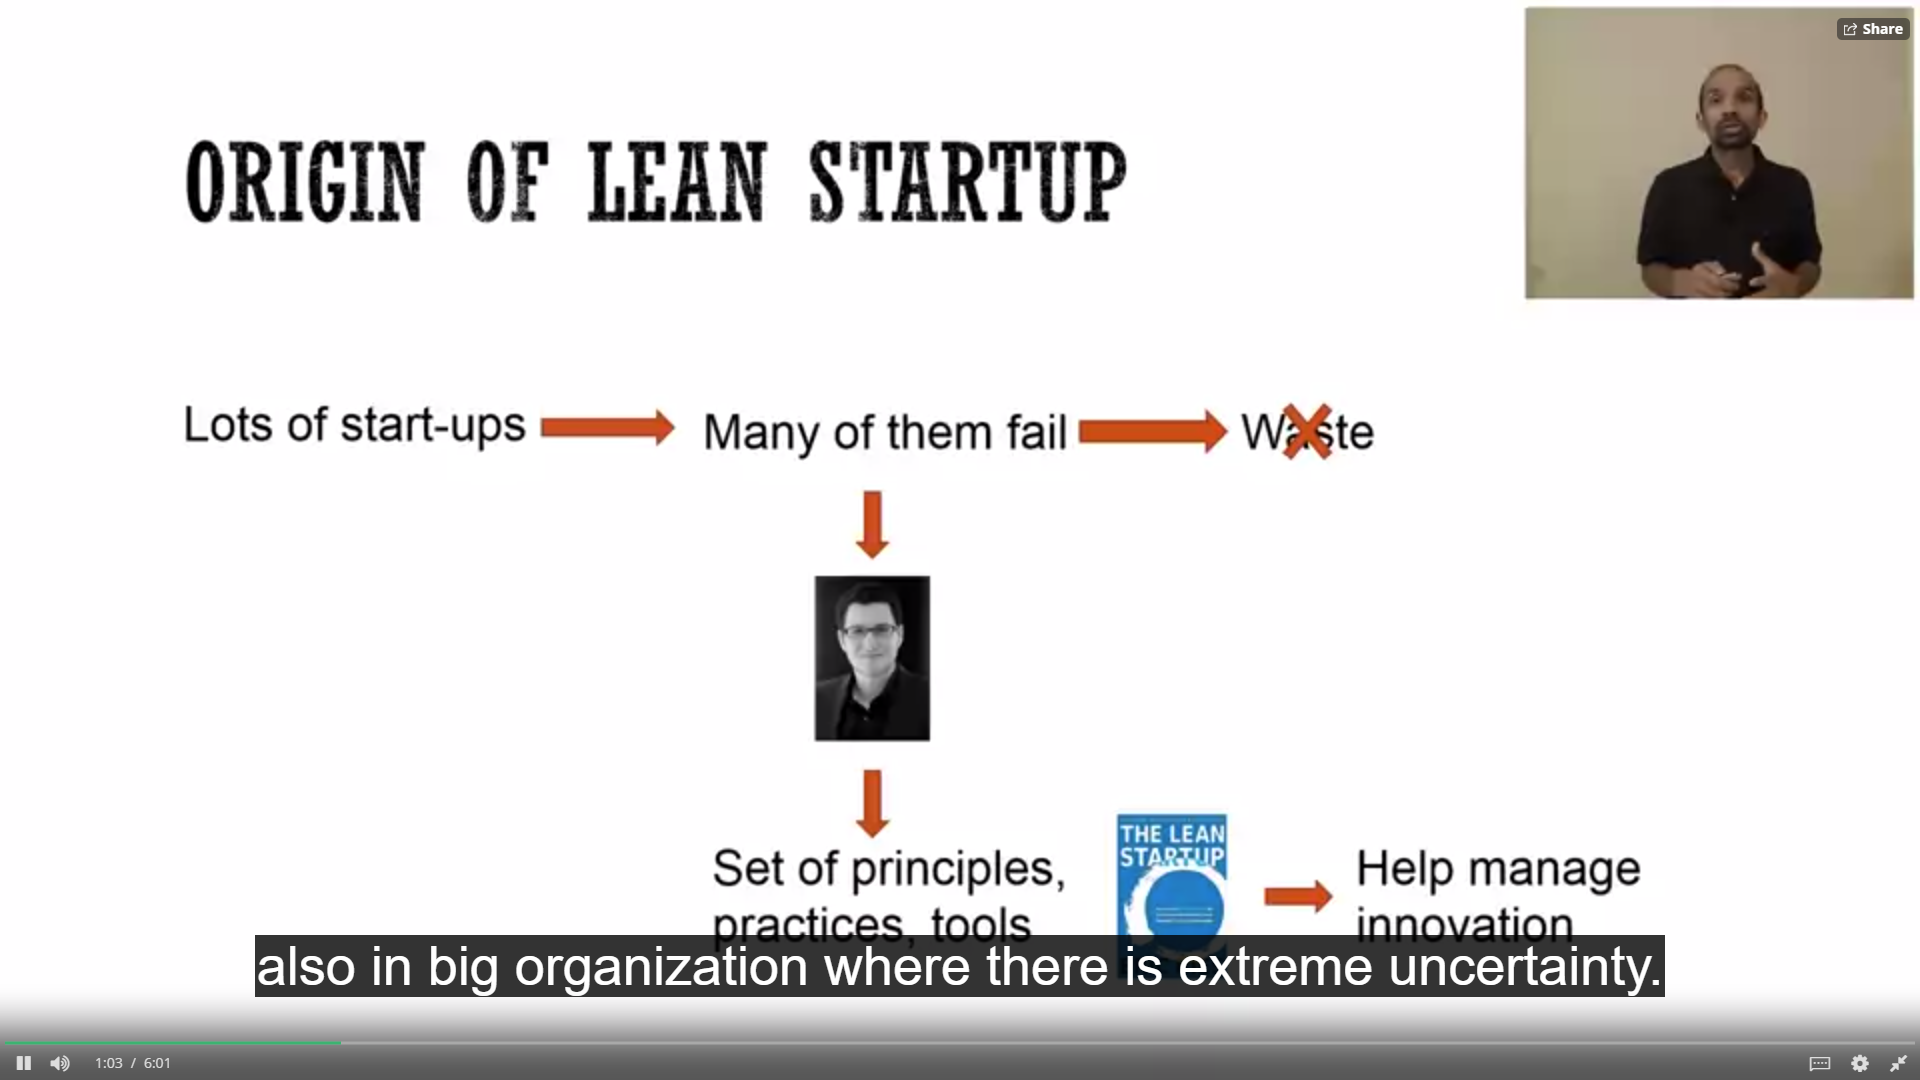 Share
ORIGIN OF LEAN STARTUP
Lots of start-ups
Many of them fail
Waste
Set of principles,
practices, tools
THE LEAN
STARTUP
Help manage
innovation
also in big organization where there is extreme uncertainty.
1:03 / 6:01